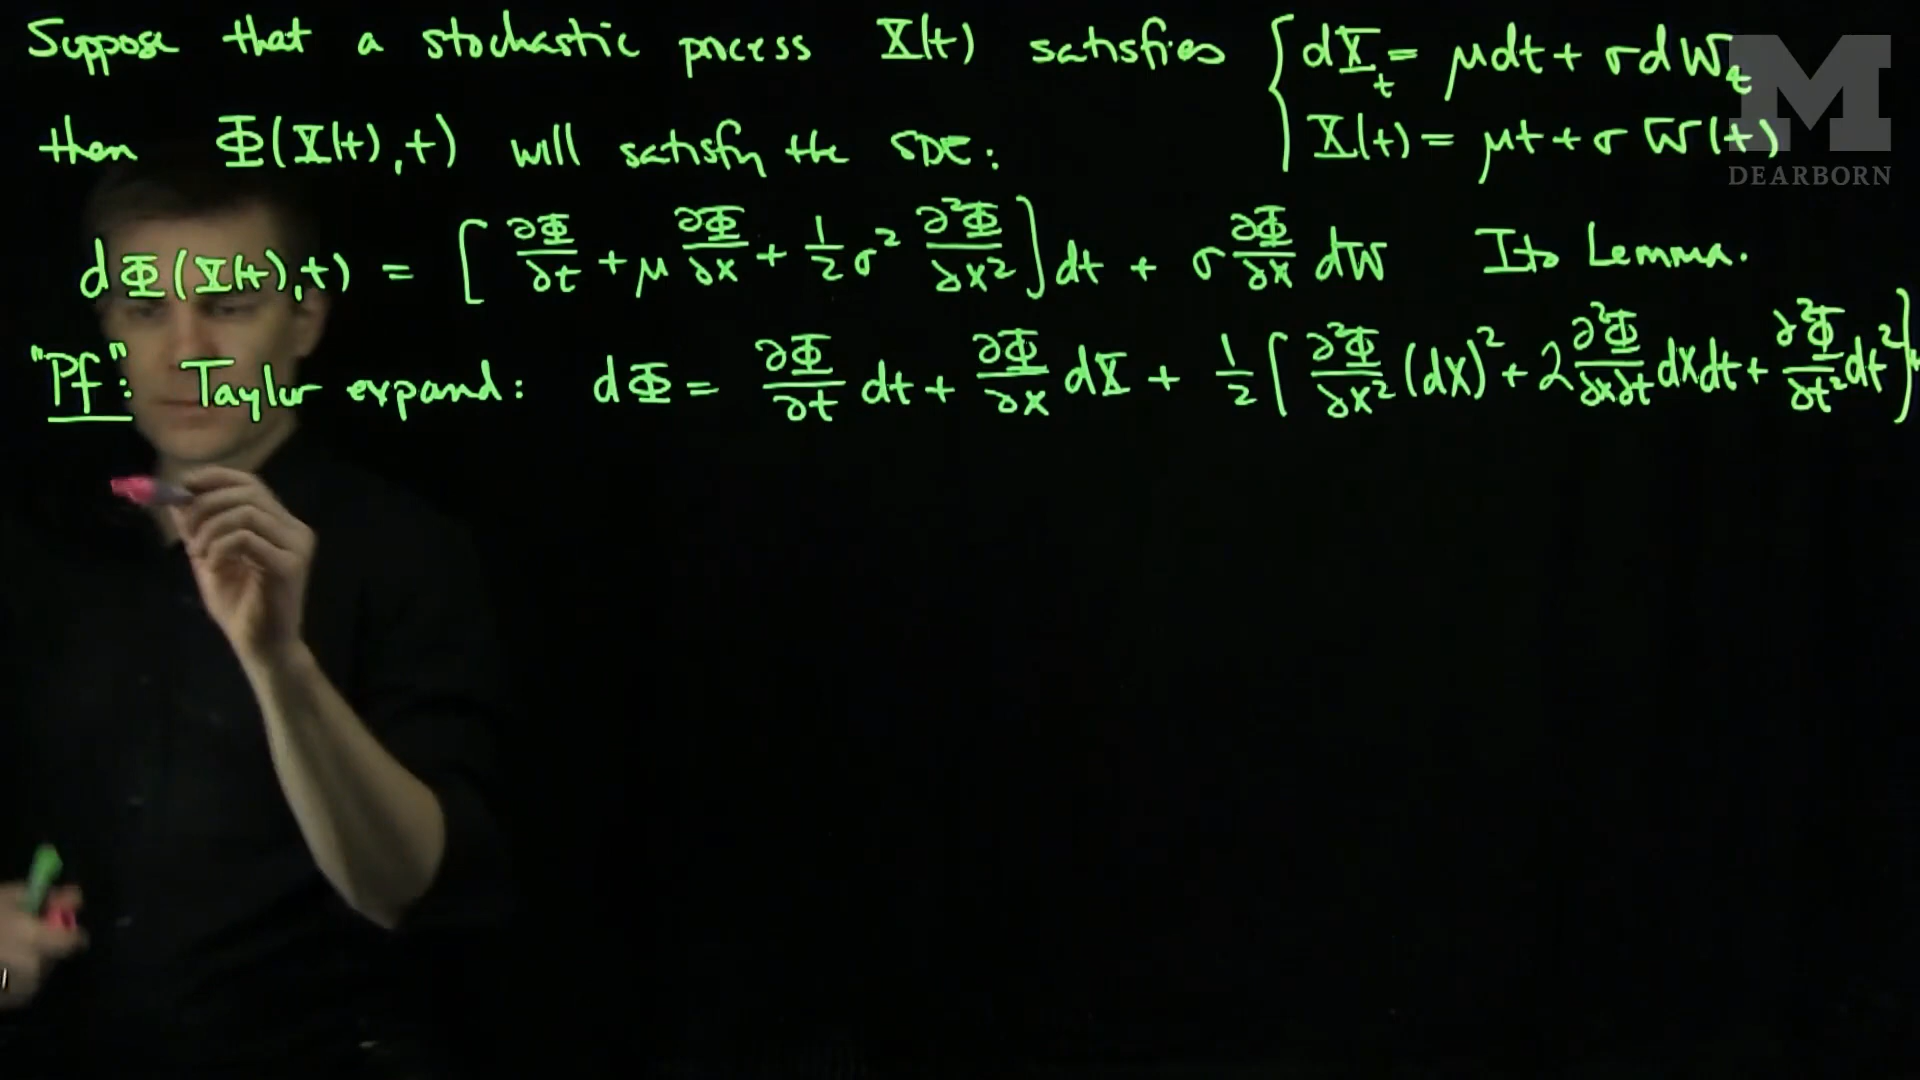 Suppose that a stochastic process X(t) satisfies { dX_t = μdt + σdW_t
then Φ(X(t),t) will satisfy the SDE: X(t) = μt + σW(t)
dΦ(X(t),t) = [∂Φ/∂t + μ ∂Φ/∂x + 1/2 σ² ∂²Φ/∂x²]dt + σ ∂Φ/∂x dW Ito Lemma.
"Pf": Taylor expand: dΦ = ∂Φ/∂t dt + ∂Φ/∂x dX + 1/2 [∂²Φ/∂x² (dX)² + 2 ∂²Φ/∂x∂t dxdt + ∂²Φ/∂t² dt²]
M
DEARBORN